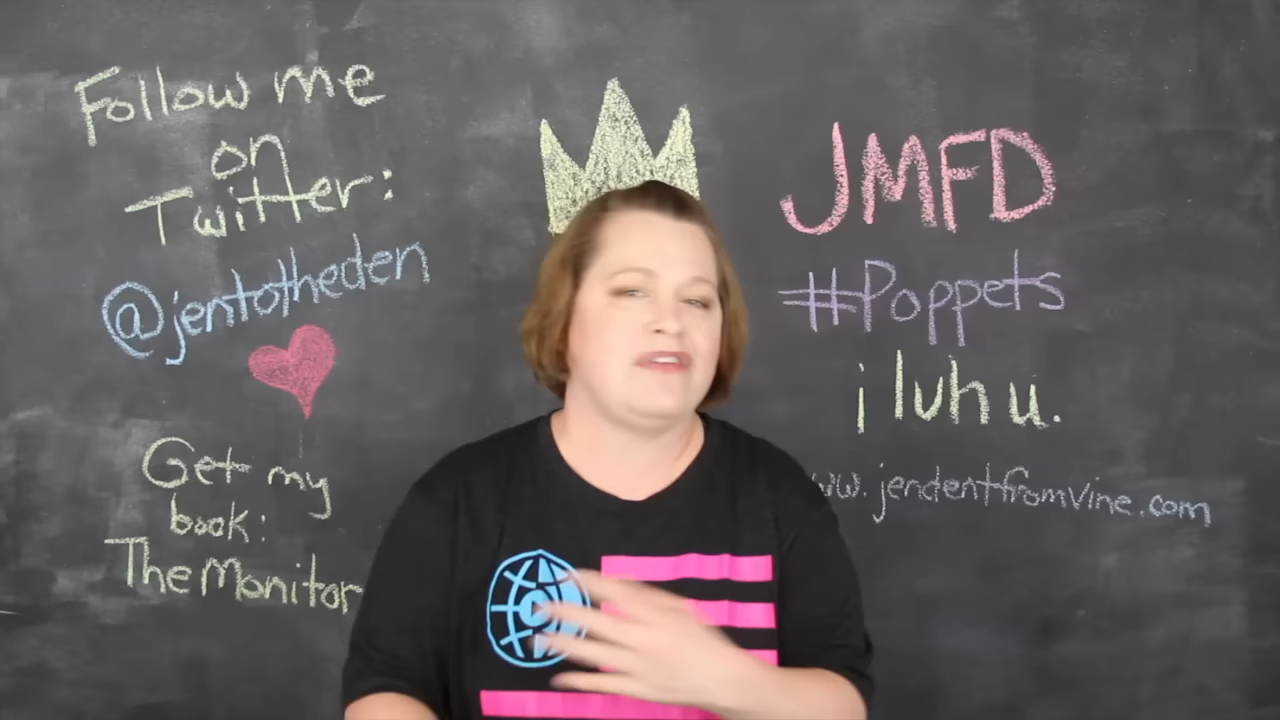 Follow me
on
Twitter:
@jentotheden
Get my
book:
The Monitor
JMFD
#Poppets
i luh u.
www.jendentfromvine.com